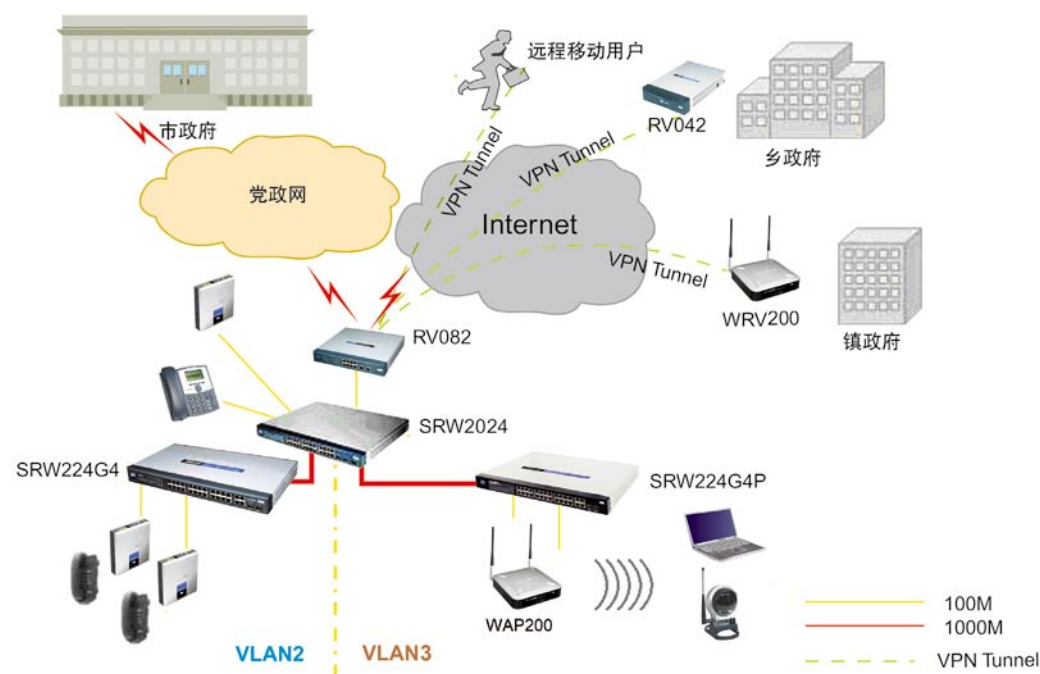 远程移动用户
市政府
RV042
乡政府
VPN Tunnel
VPN Tunnel
党政网
Internet
VPN Tunnel
WRV200
镇政府
RV082
SRW2024
SRW224G4
SRW224G4P
WAP200
VLAN2
VLAN3
100M
1000M
VPN Tunnel